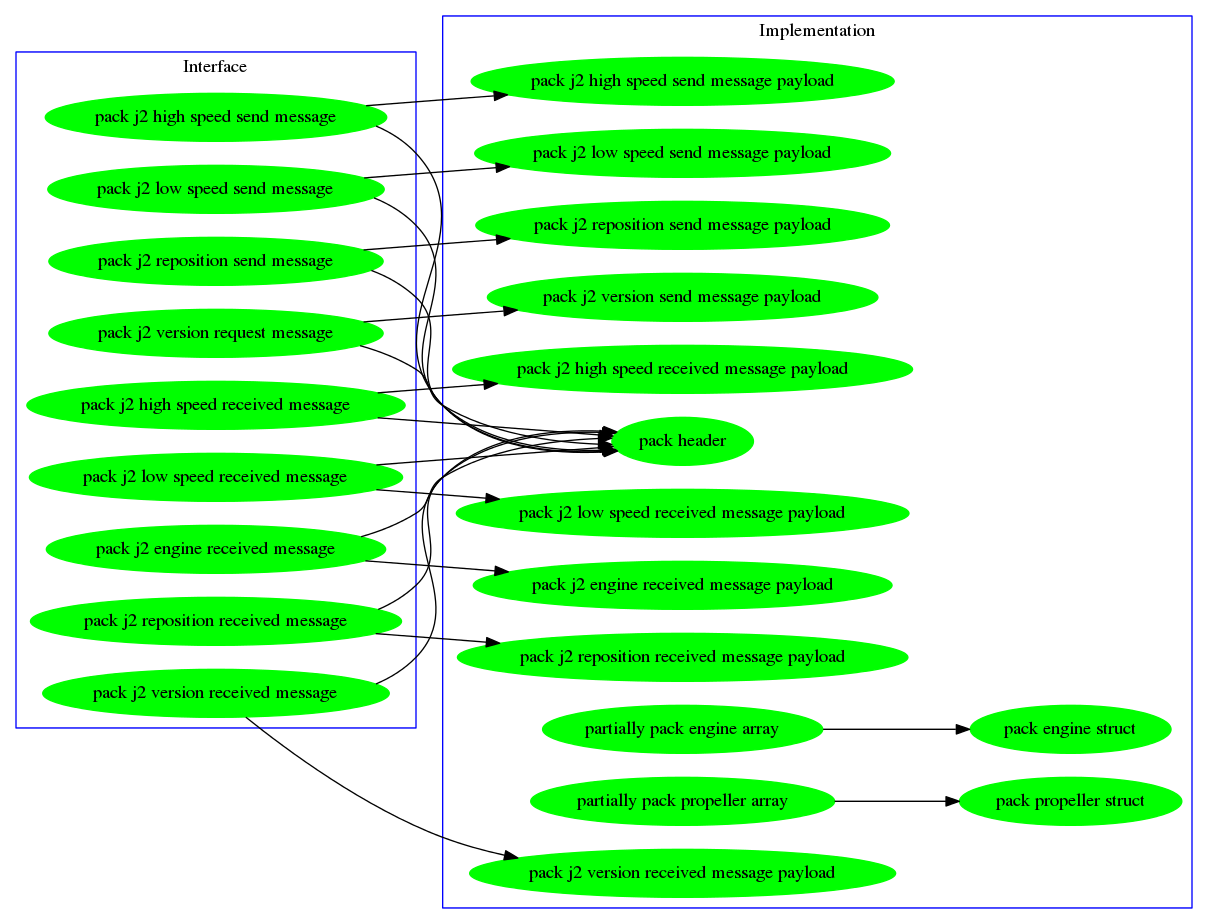 Interface
pack j2 high speed send message
pack j2 low speed send message
pack j2 reposition send message
pack j2 version request message
pack j2 high speed received message
pack j2 low speed received message
pack j2 engine received message
pack j2 reposition received message
pack j2 version received message
Implementation
pack j2 high speed send message payload
pack j2 low speed send message payload
pack j2 reposition send message payload
pack j2 version send message payload
pack j2 high speed received message payload
pack header
pack j2 low speed received message payload
pack j2 engine received message payload
pack j2 reposition received message payload
partially pack engine array
pack engine struct
partially pack propeller array
pack propeller struct
pack j2 version received message payload